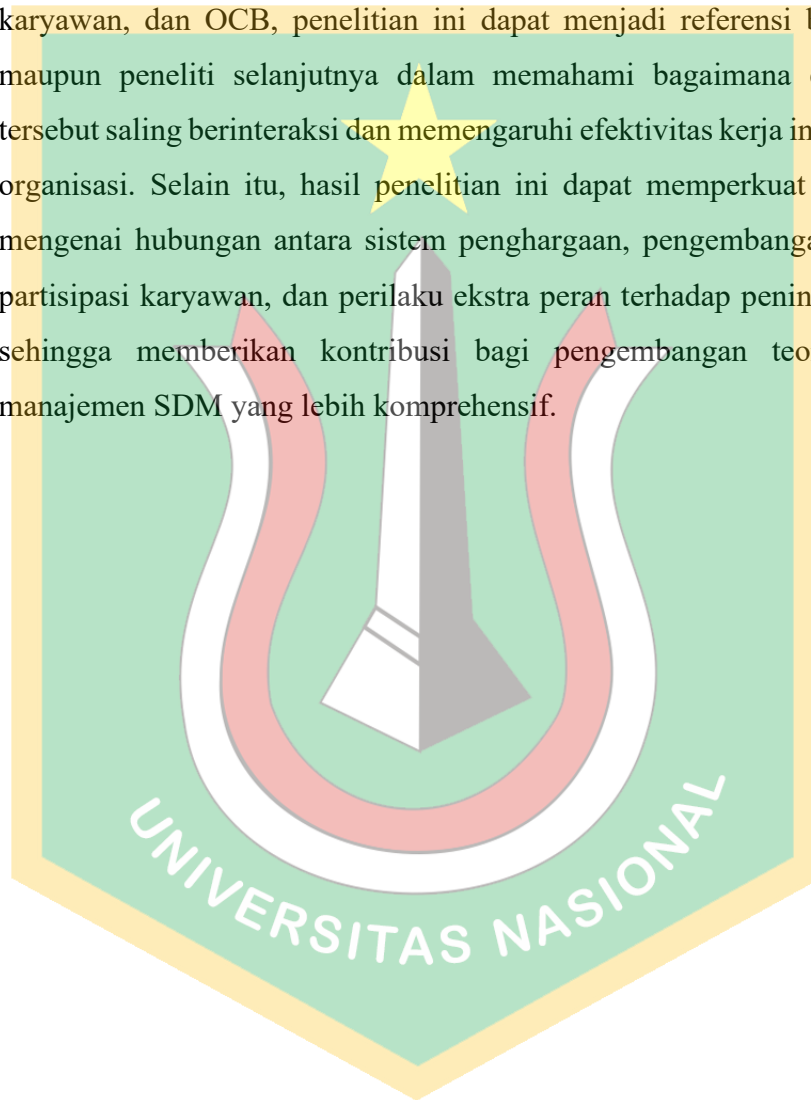 karyawan, dan OCB, penelitian ini dapat menjadi referensi
maupun peneliti selanjutnya dalam memahami bagaimana
tersebut saling berinteraksi dan memengaruhi efektivitas kerja
organisasi. Selain itu, hasil penelitian ini dapat memperkuat
mengenai hubungan antara sistem penghargaan,
partisipasi karyawan, dan perilaku ekstra peran terhadap
sehingga memberikan kontribusi bagi pengembangan
manajemen SDM yang lebih komprehensif.
UNIVERSITAS NASIONAL